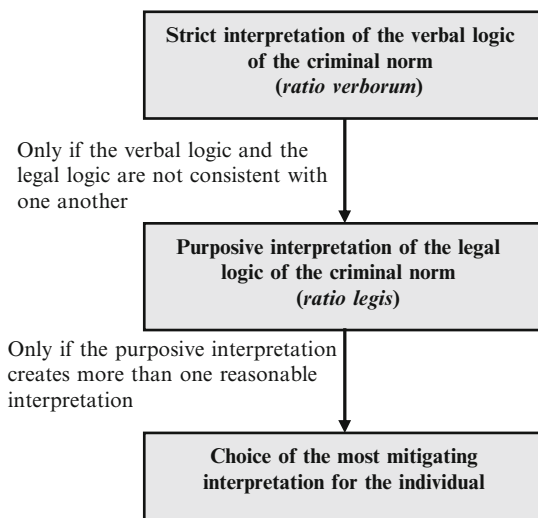 Strict interpretation of the verbal logic
of the criminal norm
(ratio verborum)
Only if the verbal logic and the
legal logic are not consistent with
one another
Purposive interpretation of the legal
logic of the criminal norm
(ratio legis)
Only if the purposive interpretation
creates more than one reasonable
interpretation
Choice of the most mitigating
interpretation for the individual